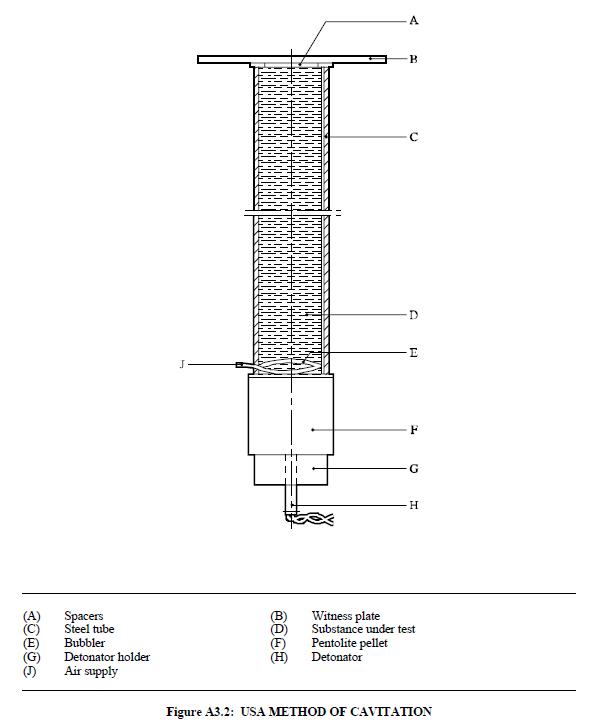 A
B
C
D
E
J
F
G
H
(A) Spacers (B) Witness plate
(C) Steel tube (D) Substance under test
(E) Bubbler (F) Pentolite pellet
(G) Detonator holder (H) Detonator
(J) Air supply
Figure A3.2: USA METHOD OF CAVITATION